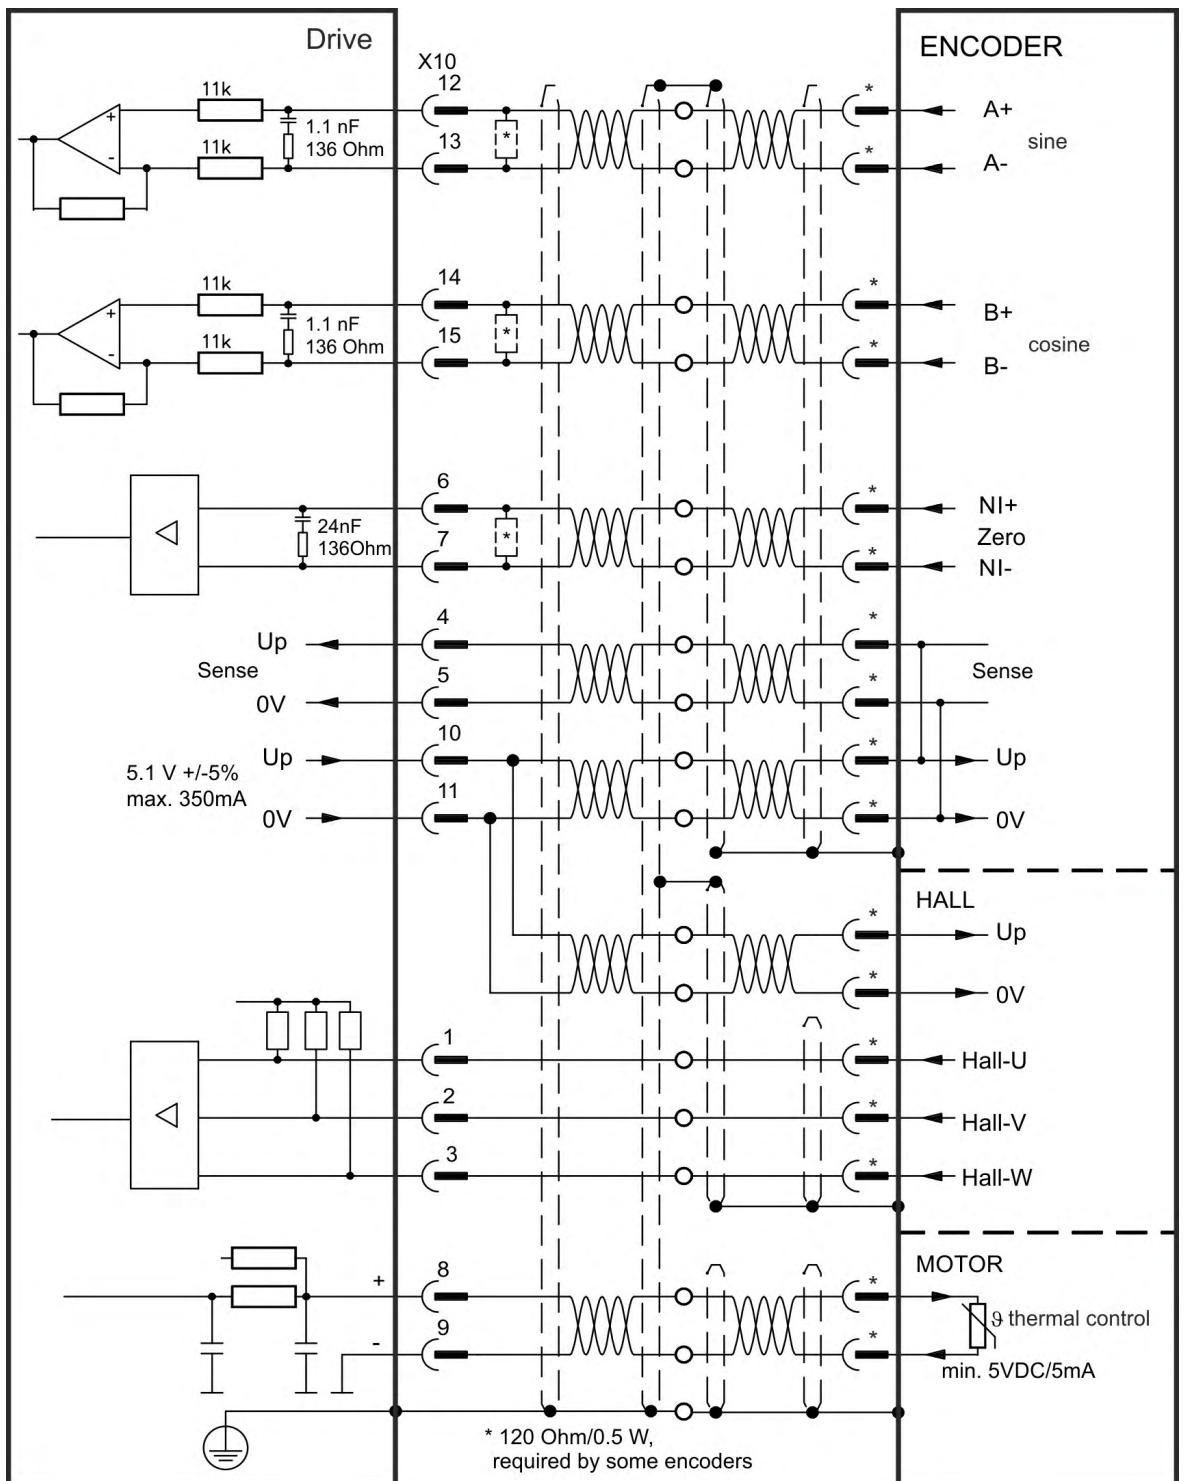 Drive
X10
ENCODER
12
*
11k
+
1.1 nF
136 Ohm
*
A+
sine
13
*
11k
-
A-
14
*
11k
+
1.1 nF
136 Ohm
*
B+
cosine
15
*
11k
-
B-
6
*
NI+
24nF
136Ohm
*
Zero
7
*
NI-
4
*
Up
Sense
Sense
5
*
0V
10
*
Up
Up
5.1 V +/-5%
max. 350mA
11
*
0V
0V
HALL
*
Up
*
0V
1
*
Hall-U
2
*
Hall-V
3
*
Hall-W
MOTOR
8
+
*
ϑ thermal control
9
-
*
min. 5VDC/5mA
* 120 Ohm/0.5 W,
required by some encoders